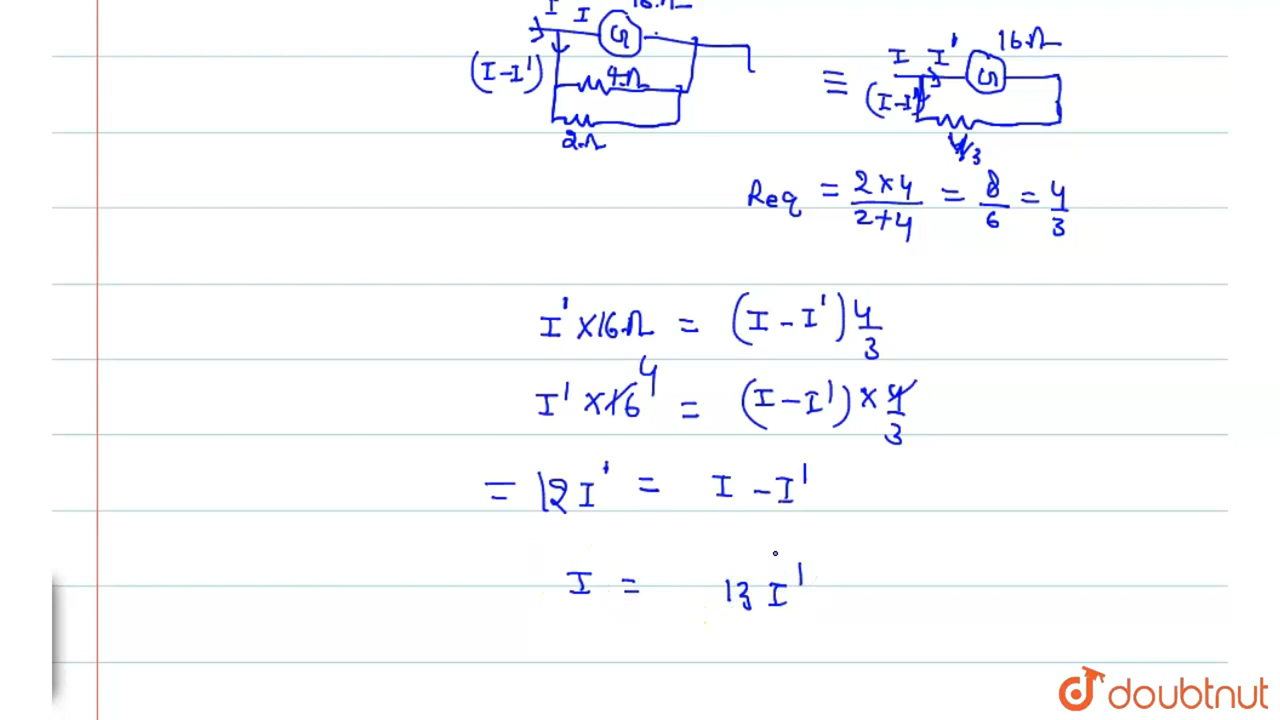 I I G 16Ω
(I-I')
4Ω
2Ω
≡
I I' G 16Ω
(I-I')
4/3
Req = 2×4/2+4 = 8/6 = 4/3
I' × 16Ω = (I - I') 4/3
I' × 16 4 = (I - I') × 4/3
= 12 I' = I - I'
I = 13 I'
doubtnut